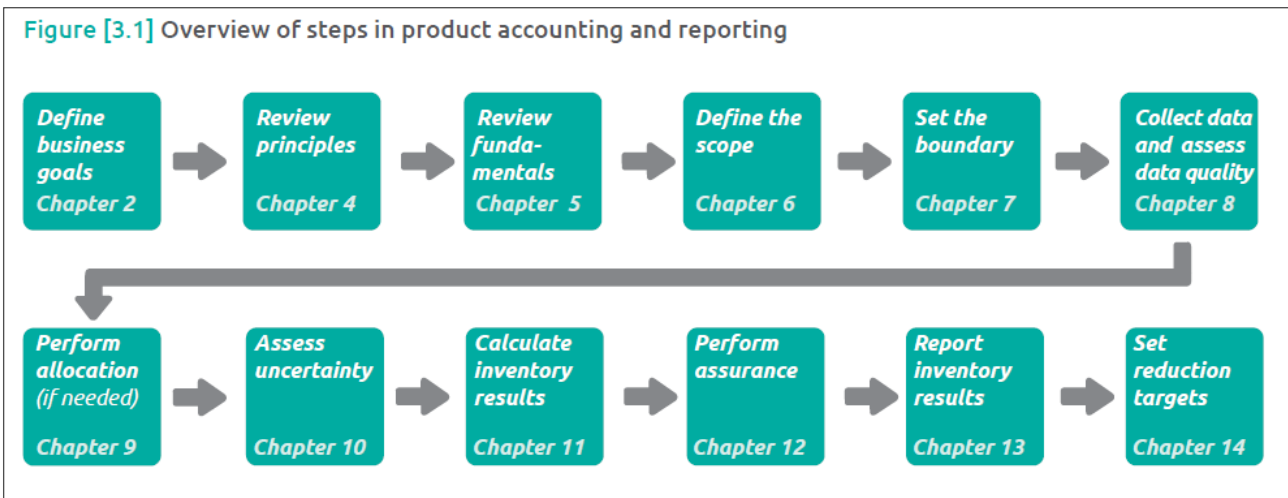 Figure [3.1] Overview of steps in product accounting and reporting
Define
business
goals
Chapter 2
Review
principles
Chapter 4
Review
funda-
mentals
Chapter 5
Define the
scope
Chapter 6
Set the
boundary
Chapter 7
Collect data
and assess
data quality
Chapter 8
Perform
allocation
(if needed)
Chapter 9
Assess
uncertainty
Chapter 10
Calculate
inventory
results
Chapter 11
Perform
assurance
Chapter 12
Report
inventory
results
Chapter 13
Set
reduction
targets
Chapter 14